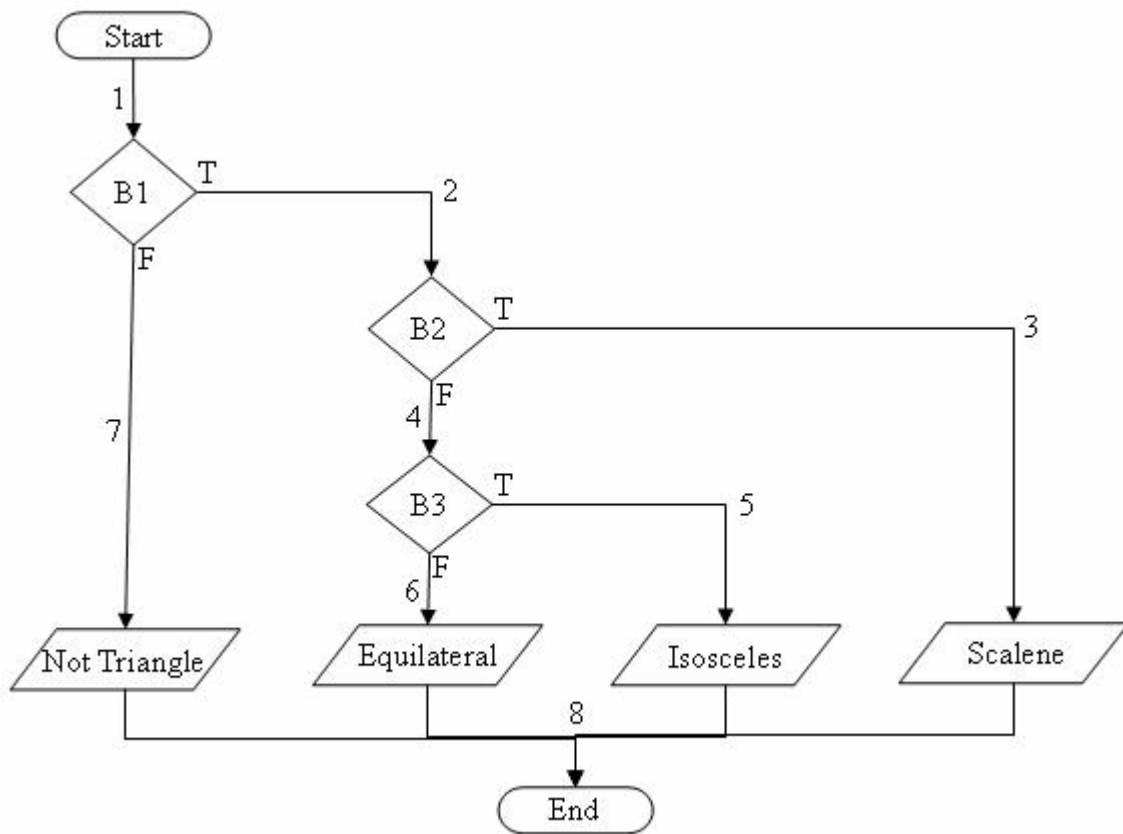 Start
1
B1
T
2
F
B2
T
3
F
4
7
B3
T
5
F
6
Not Triangle
Equilateral
Isosceles
Scalene
8
End